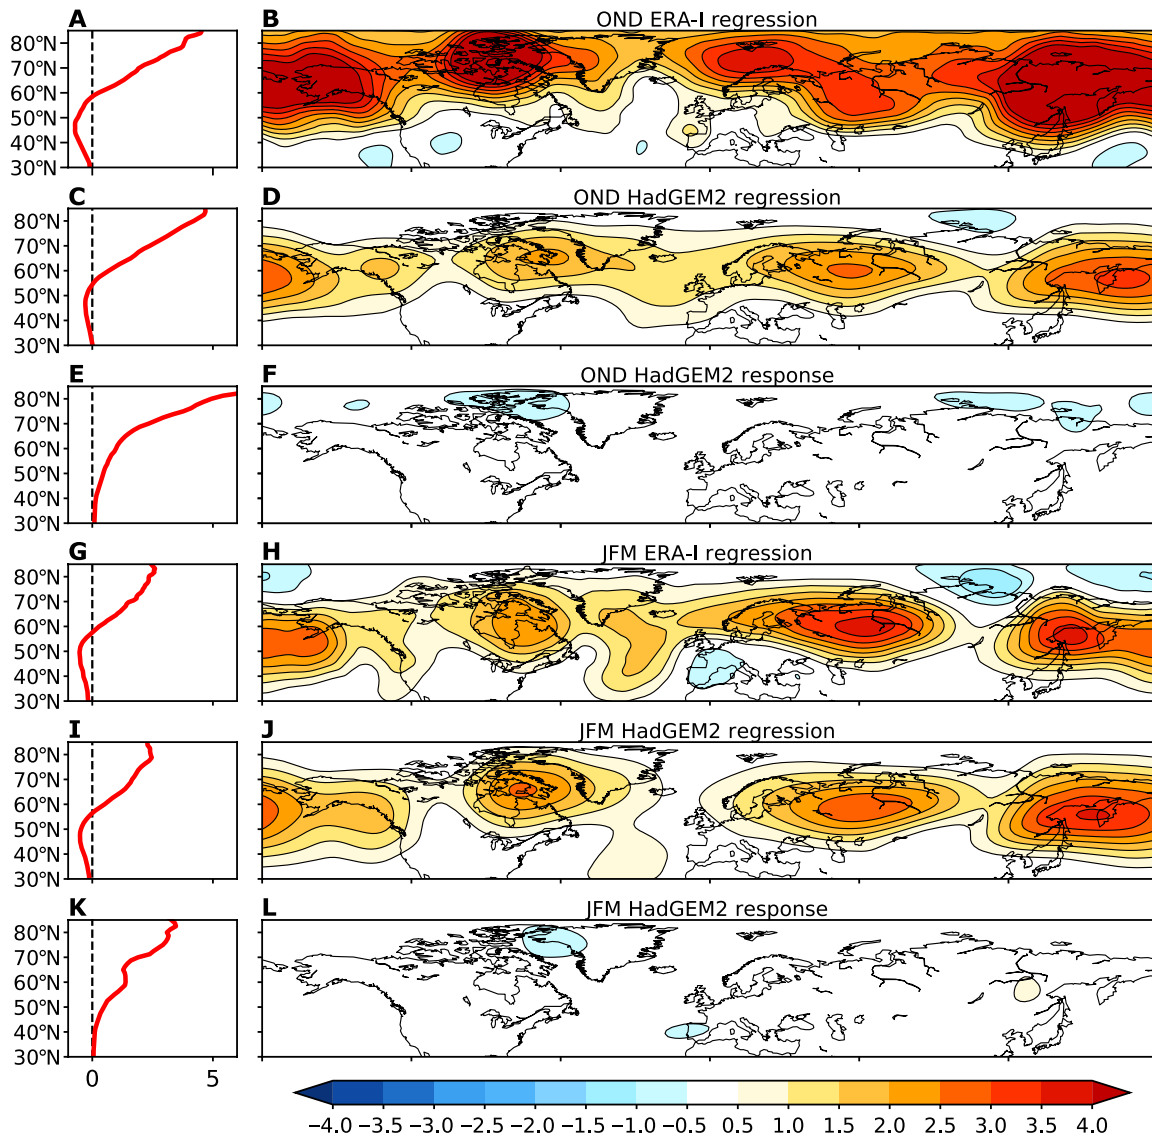 A
B
OND ERA-I regression
80°N
70°N
60°N
50°N
40°N
30°N
C
D
OND HadGEM2 regression
80°N
70°N
60°N
50°N
40°N
30°N
E
F
OND HadGEM2 response
80°N
70°N
60°N
50°N
40°N
30°N
G
H
JFM ERA-I regression
80°N
70°N
60°N
50°N
40°N
30°N
I
J
JFM HadGEM2 regression
80°N
70°N
60°N
50°N
40°N
30°N
K
L
JFM HadGEM2 response
80°N
70°N
60°N
50°N
40°N
30°N
0 5
−4.0 −3.5 −3.0 −2.5 −2.0 −1.5 −1.0 −0.5 0.5 1.0 1.5 2.0 2.5 3.0 3.5 4.0